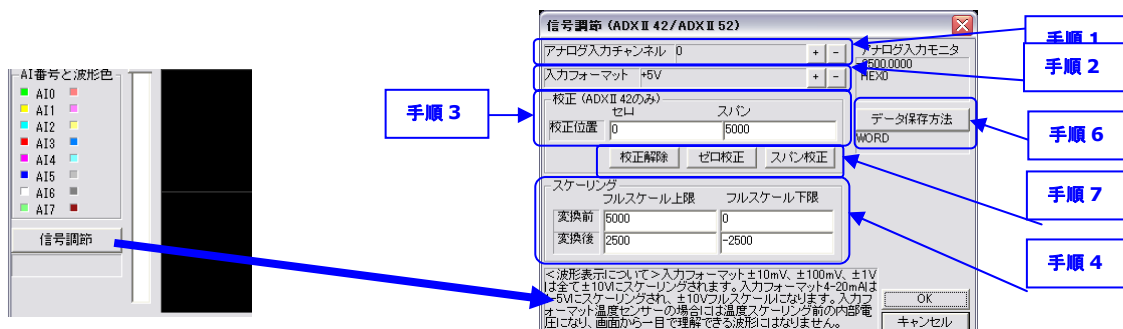 AI番号と波形色
AI0
AI1
AI2
AI3
AI4
AI5
AI6
AI7
信号調節
手順 3
信号調節 (ADXⅡ42/ADXⅡ52)
アナログ入力チャンネル 0 + -
入力フォーマット +5V + -
校正 (ADXⅡ42のみ)
ゼロ スパン
校正位置 0 5000
校正解除 ゼロ校正 スパン校正
スケーリング
フルスケール上限 フルスケール下限
変換前 5000 0
変換後 2500 -2500
<波形表示について>入力フォーマット±10mV、±100mV、±1V
は全て±10Vにスケーリングされます。入力フォーマット4-20mAは
-5Vにスケーリングされ、±10Vフルスケールになります。入力フ
ォーマット温度センサーの場合には温度スケーリング前の内部電
圧になり、画面から一目で理解できる波形にはなりません。
アナログ入力モニタ
-2500.0000
HEX0
データ保存方法
WORD
OK
キャンセル
手順 1
手順 2
手順 6
手順 7
手順 4